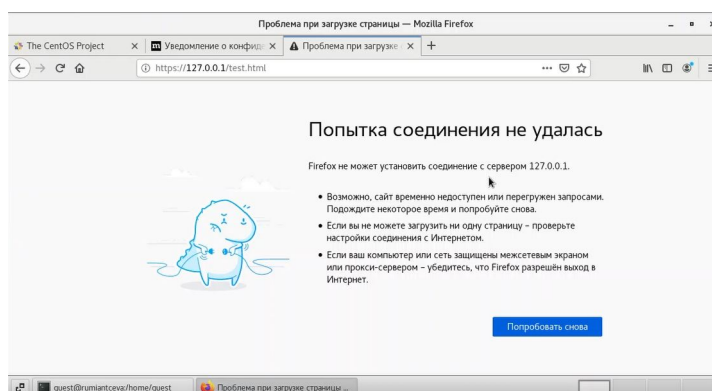 Проблема при загрузке страницы — Mozilla Firefox
The CentOS Project
Уведомление о конфиде
Проблема при загрузке
https://127.0.0.1/test.html
Попытка соединения не удалась
Firefox не может установить соединение с сервером 127.0.0.1.
• Возможно, сайт временно недоступен или перегружен запросами.
Подождите некоторое время и попробуйте снова.
• Если вы не можете загрузить ни одну страницу – проверьте
настройки соединения с Интернетом.
• Если ваш компьютер или сеть защищены межсетевым экраном
или прокси-сервером – убедитесь, что Firefox разрешён выход в
Интернет.
Попробовать снова
guest@rumiantceva:/home/guest
Проблема при загрузке страницы ...